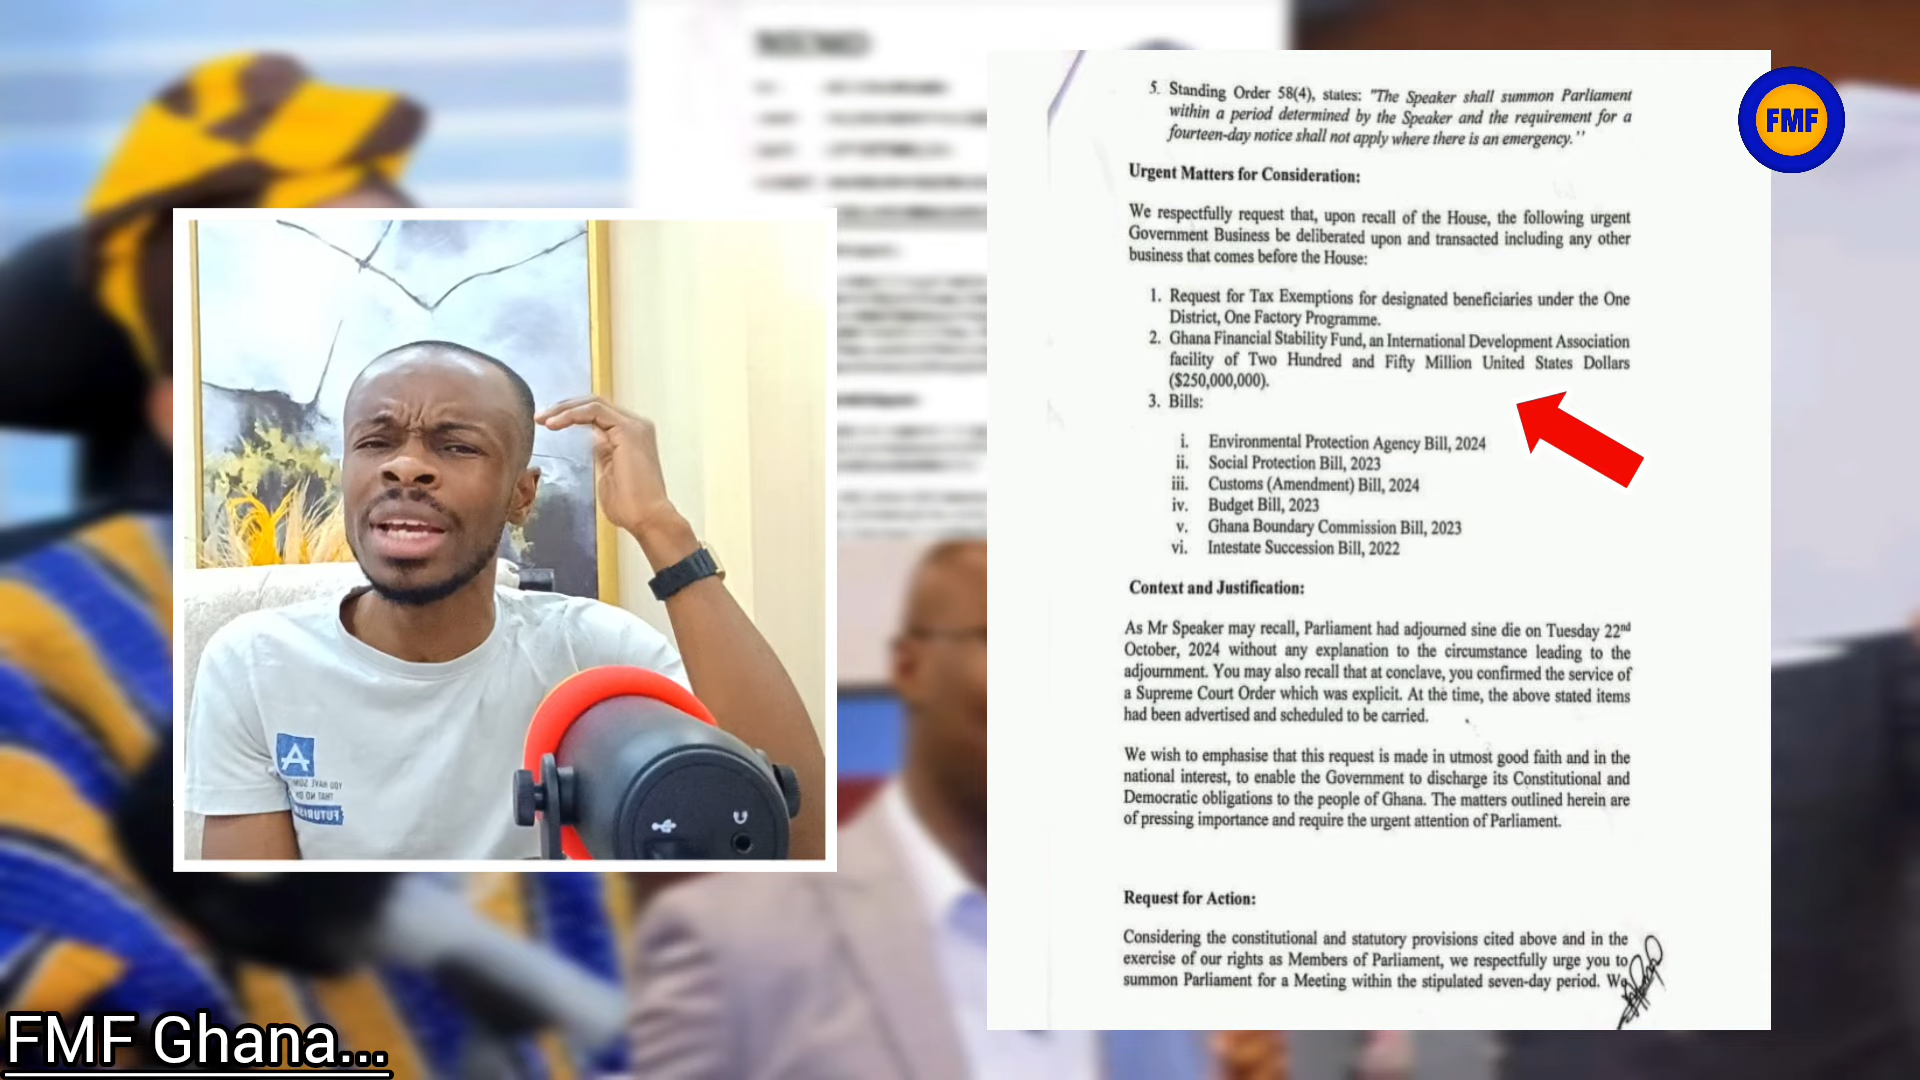 5. Standing Order 58(4), states: "The Speaker shall summon Parliament
within a period determined by the Speaker and the requirement for a
fourteen-day notice shall not apply where there is an emergency.''
Urgent Matters for Consideration:
We respectfully request that, upon recall of the House, the following urgent
Government Business be deliberated upon and transacted including any other
business that comes before the House:
1. Request for Tax Exemptions for designated beneficiaries under the One
District, One Factory Programme.
2. Ghana Financial Stability Fund, an International Development Association
facility of Two Hundred and Fifty Million United States Dollars
($250,000,000).
3. Bills:
i. Environmental Protection Agency Bill, 2024
ii. Social Protection Bill, 2023
iii. Customs (Amendment) Bill, 2024
iv. Budget Bill, 2023
v. Ghana Boundary Commission Bill, 2023
vi. Intestate Succession Bill, 2022
Context and Justification:
As Mr Speaker may recall, Parliament had adjourned sine die on Tuesday 22nd
October, 2024 without any explanation to the circumstance leading to the
adjournment. You may also recall that at conclave, you confirmed the service of
a Supreme Court Order which was explicit. At the time, the above stated items
had been advertised and scheduled to be carried.
We wish to emphasise that this request is made in utmost good faith and in the
national interest, to enable the Government to discharge its Constitutional and
Democratic obligations to the people of Ghana. The matters outlined herein are
of pressing importance and require the urgent attention of Parliament.
Request for Action:
Considering the constitutional and statutory provisions cited above and in the
exercise of our rights as Members of Parliament, we respectfully urge you to
summon Parliament for a Meeting within the stipulated seven-day period. We
FMF
A
YOU HAVE
THAT NO
FMF Ghana...